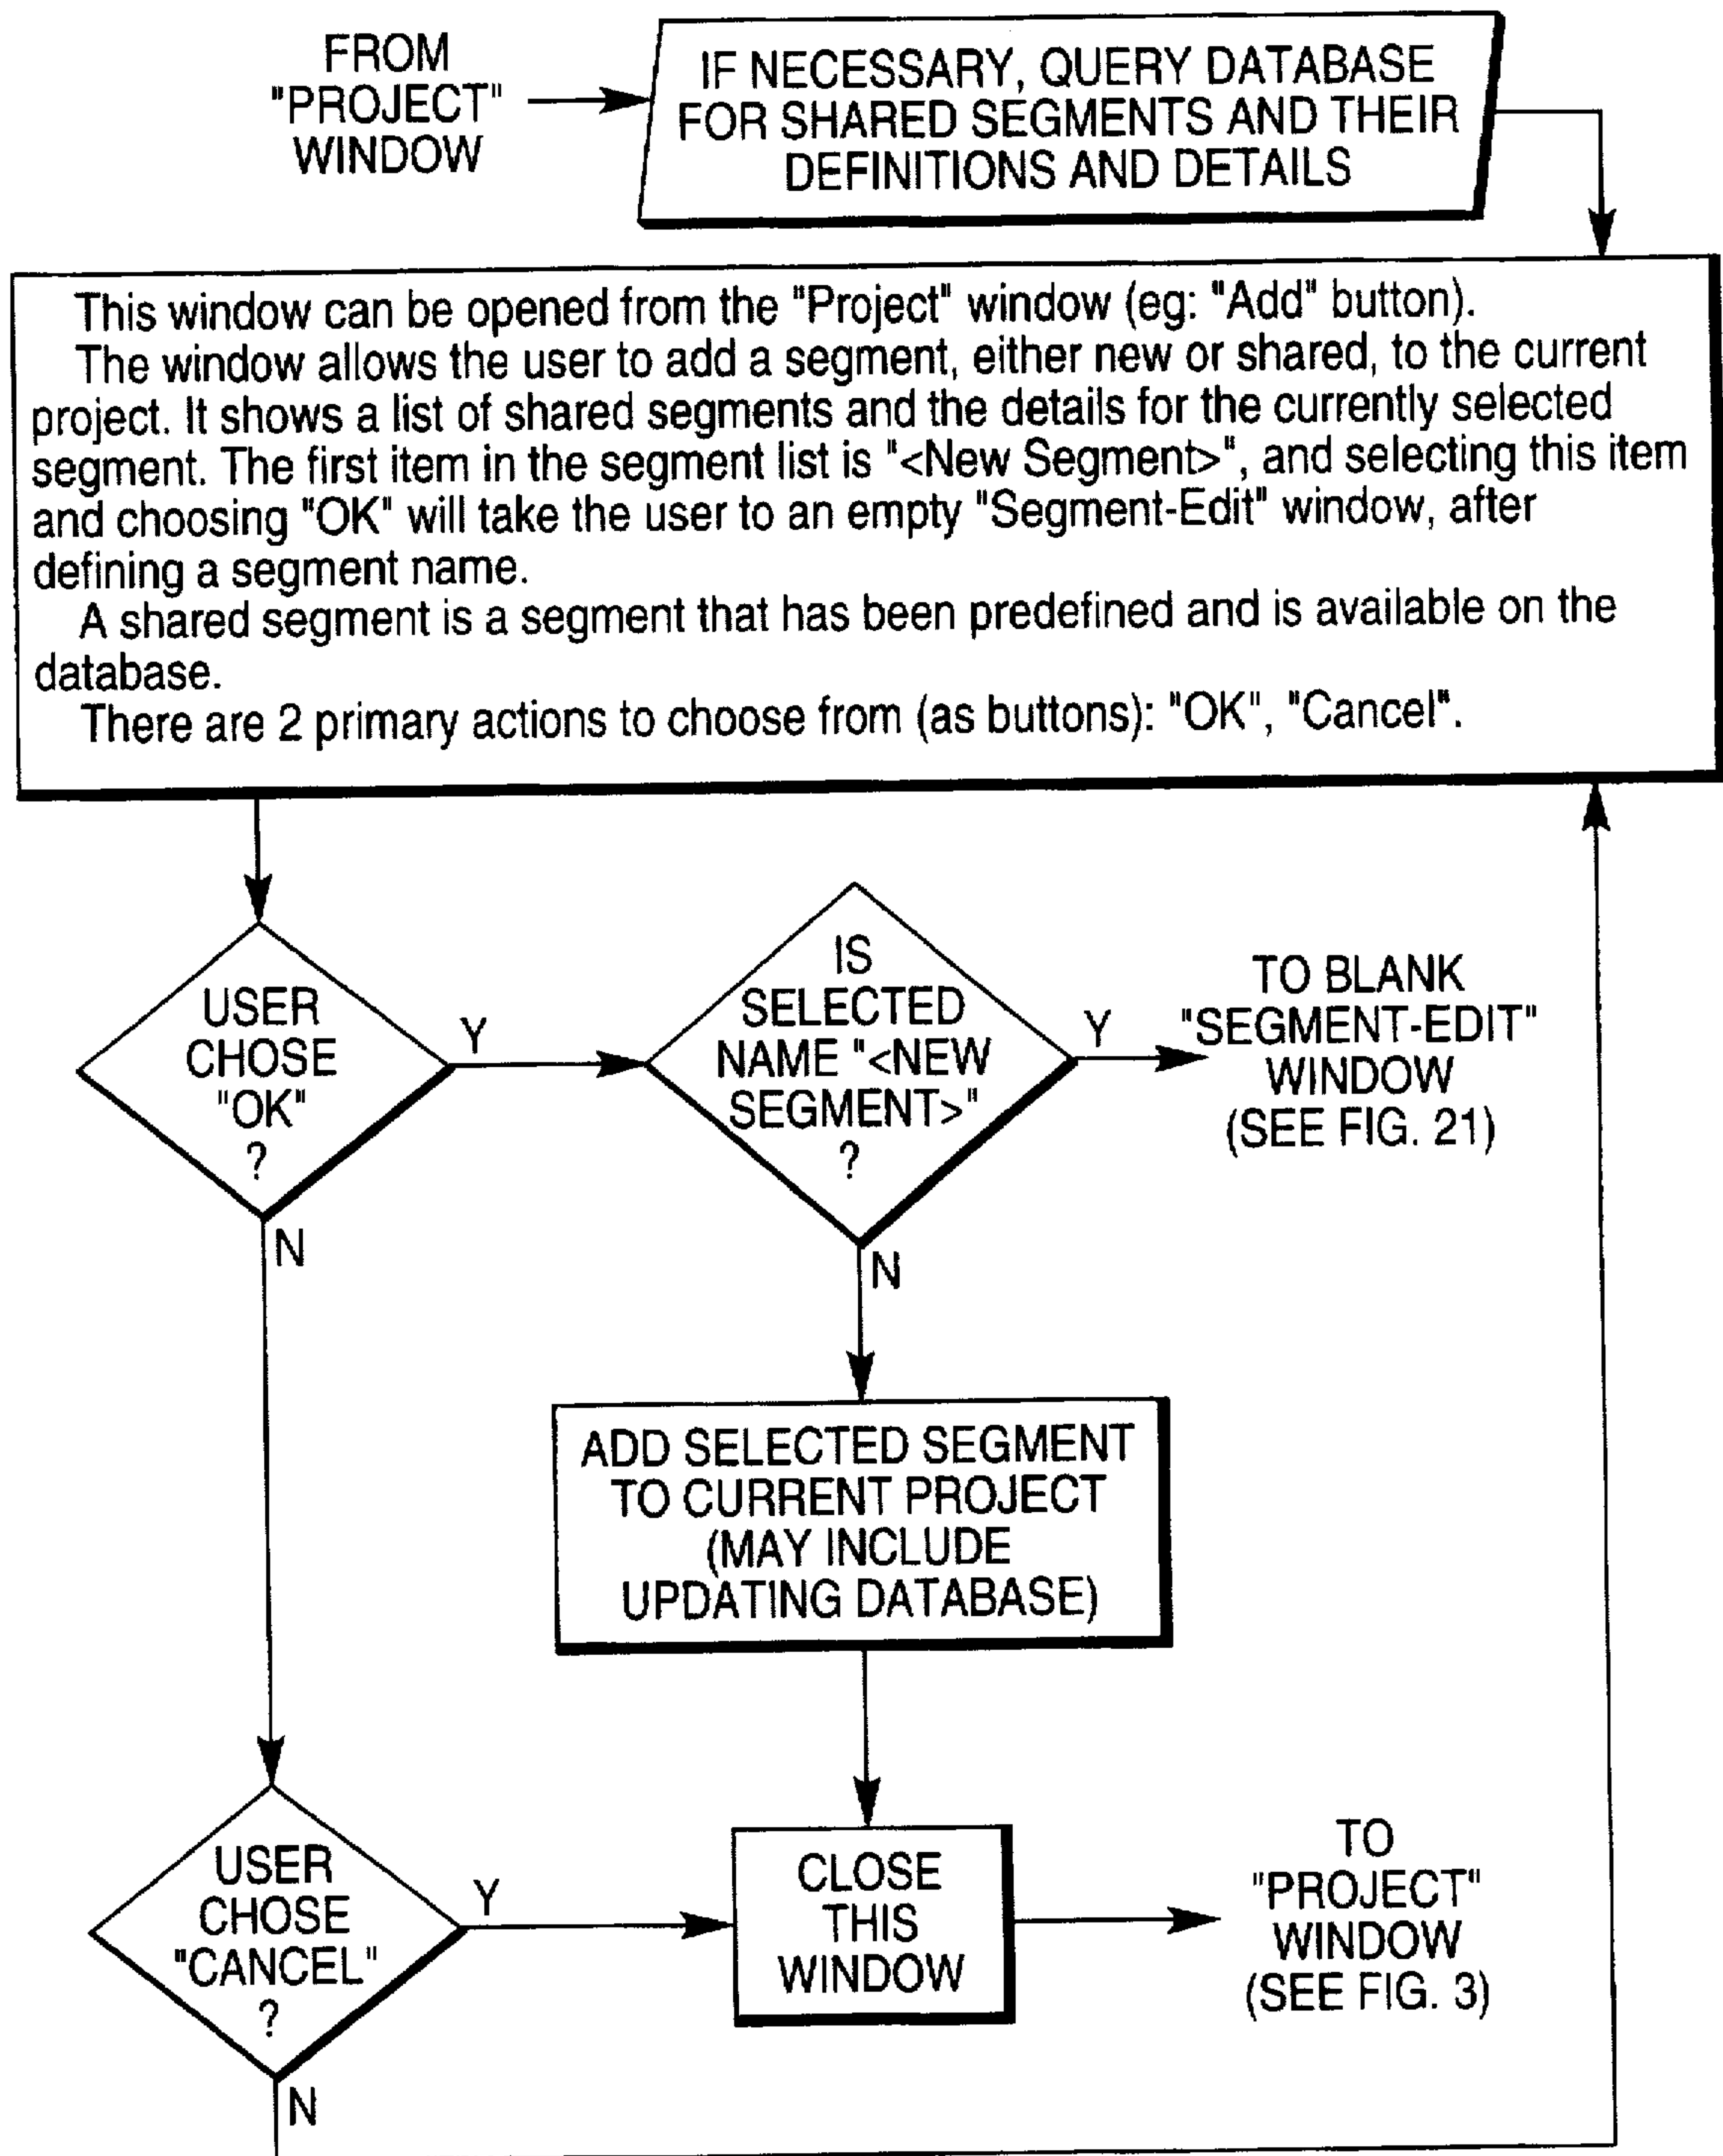 FROM
"PROJECT"
WINDOW
IF NECESSARY, QUERY DATABASE
FOR SHARED SEGMENTS AND THEIR
DEFINITIONS AND DETAILS
This window can be opened from the "Project" window (eg: "Add" button).
The window allows the user to add a segment, either new or shared, to the current
project. It shows a list of shared segments and the details for the currently selected
segment. The first item in the segment list is "<New Segment>", and selecting this item
and choosing "OK" will take the user to an empty "Segment-Edit" window, after
defining a segment name.
A shared segment is a segment that has been predefined and is available on the
database.
There are 2 primary actions to choose from (as buttons): "OK", "Cancel".
USER
CHOSE
"OK"
?
Y
N
IS
SELECTED
NAME "<NEW
SEGMENT>"
?
Y
N
TO BLANK
"SEGMENT-EDIT"
WINDOW
(SEE FIG. 21)
ADD SELECTED SEGMENT
TO CURRENT PROJECT
(MAY INCLUDE
UPDATING DATABASE)
USER
CHOSE
"CANCEL"
?
Y
N
CLOSE
THIS
WINDOW
TO
"PROJECT"
WINDOW
(SEE FIG. 3)